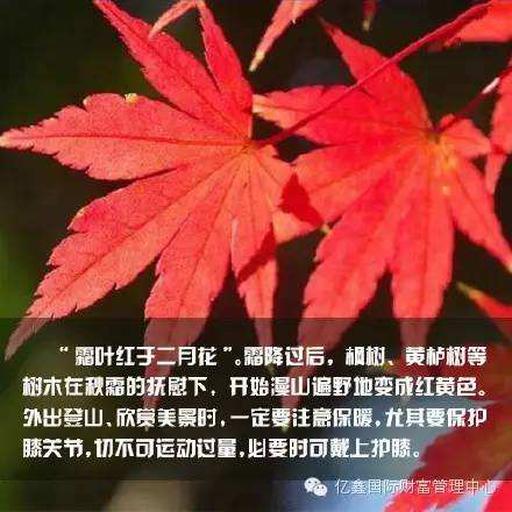 “霜叶红于二月花”。霜降过后，枫树、黄栌树等
树木在秋霜的抚慰下，开始漫山遍野地变成红黄色。
外出登山、欣赏美景时，一定要注意保暖，尤其要保护
膝关节，切不可运动过量，必要时可戴上护膝。
亿鑫国际财富管理中心